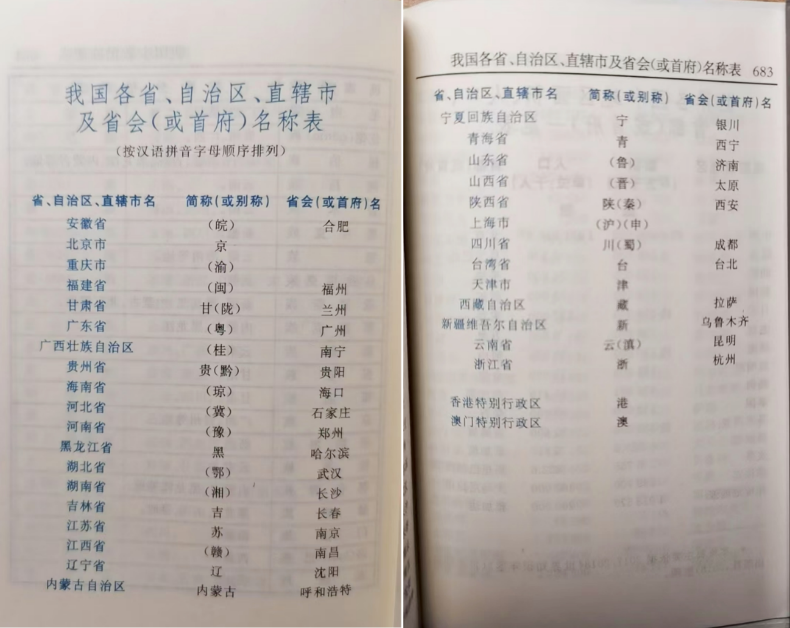 我国各省、自治区、直辖市
及省会(或首府)名称表
(按汉语拼音字母顺序排列)
省、自治区、直辖市名 简称(或别称) 省会(或首府)名
安徽省 (皖) 合肥
北京市 京
重庆市 (渝)
福建省 (闽) 福州
甘肃省 甘(陇) 兰州
广东省 (粤) 广州
广西壮族自治区 (桂) 南宁
贵州省 贵(黔) 贵阳
海南省 (琼) 海口
河北省 (冀) 石家庄
河南省 (豫) 郑州
黑龙江省 黑 哈尔滨
湖北省 (鄂) 武汉
湖南省 (湘) 长沙
吉林省 吉 长春
江苏省 苏 南京
江西省 (赣) 南昌
辽宁省 辽 沈阳
内蒙古自治区 内蒙古 呼和浩特
我国各省、自治区、直辖市及省会(或首府)名称表 683
省、自治区、直辖市名 简称(或别称) 省会(或首府)名
宁夏回族自治区 宁 银川
青海省 青 西宁
山东省 (鲁) 济南
山西省 (晋) 太原
陕西省 陕(秦) 西安
上海市 (沪)(申)
四川省 川(蜀) 成都
台湾省 台 台北
天津市 津
西藏自治区 藏 拉萨
新疆维吾尔自治区 新 乌鲁木齐
云南省 云(滇) 昆明
浙江省 浙 杭州
香港特别行政区 港
澳门特别行政区 澳